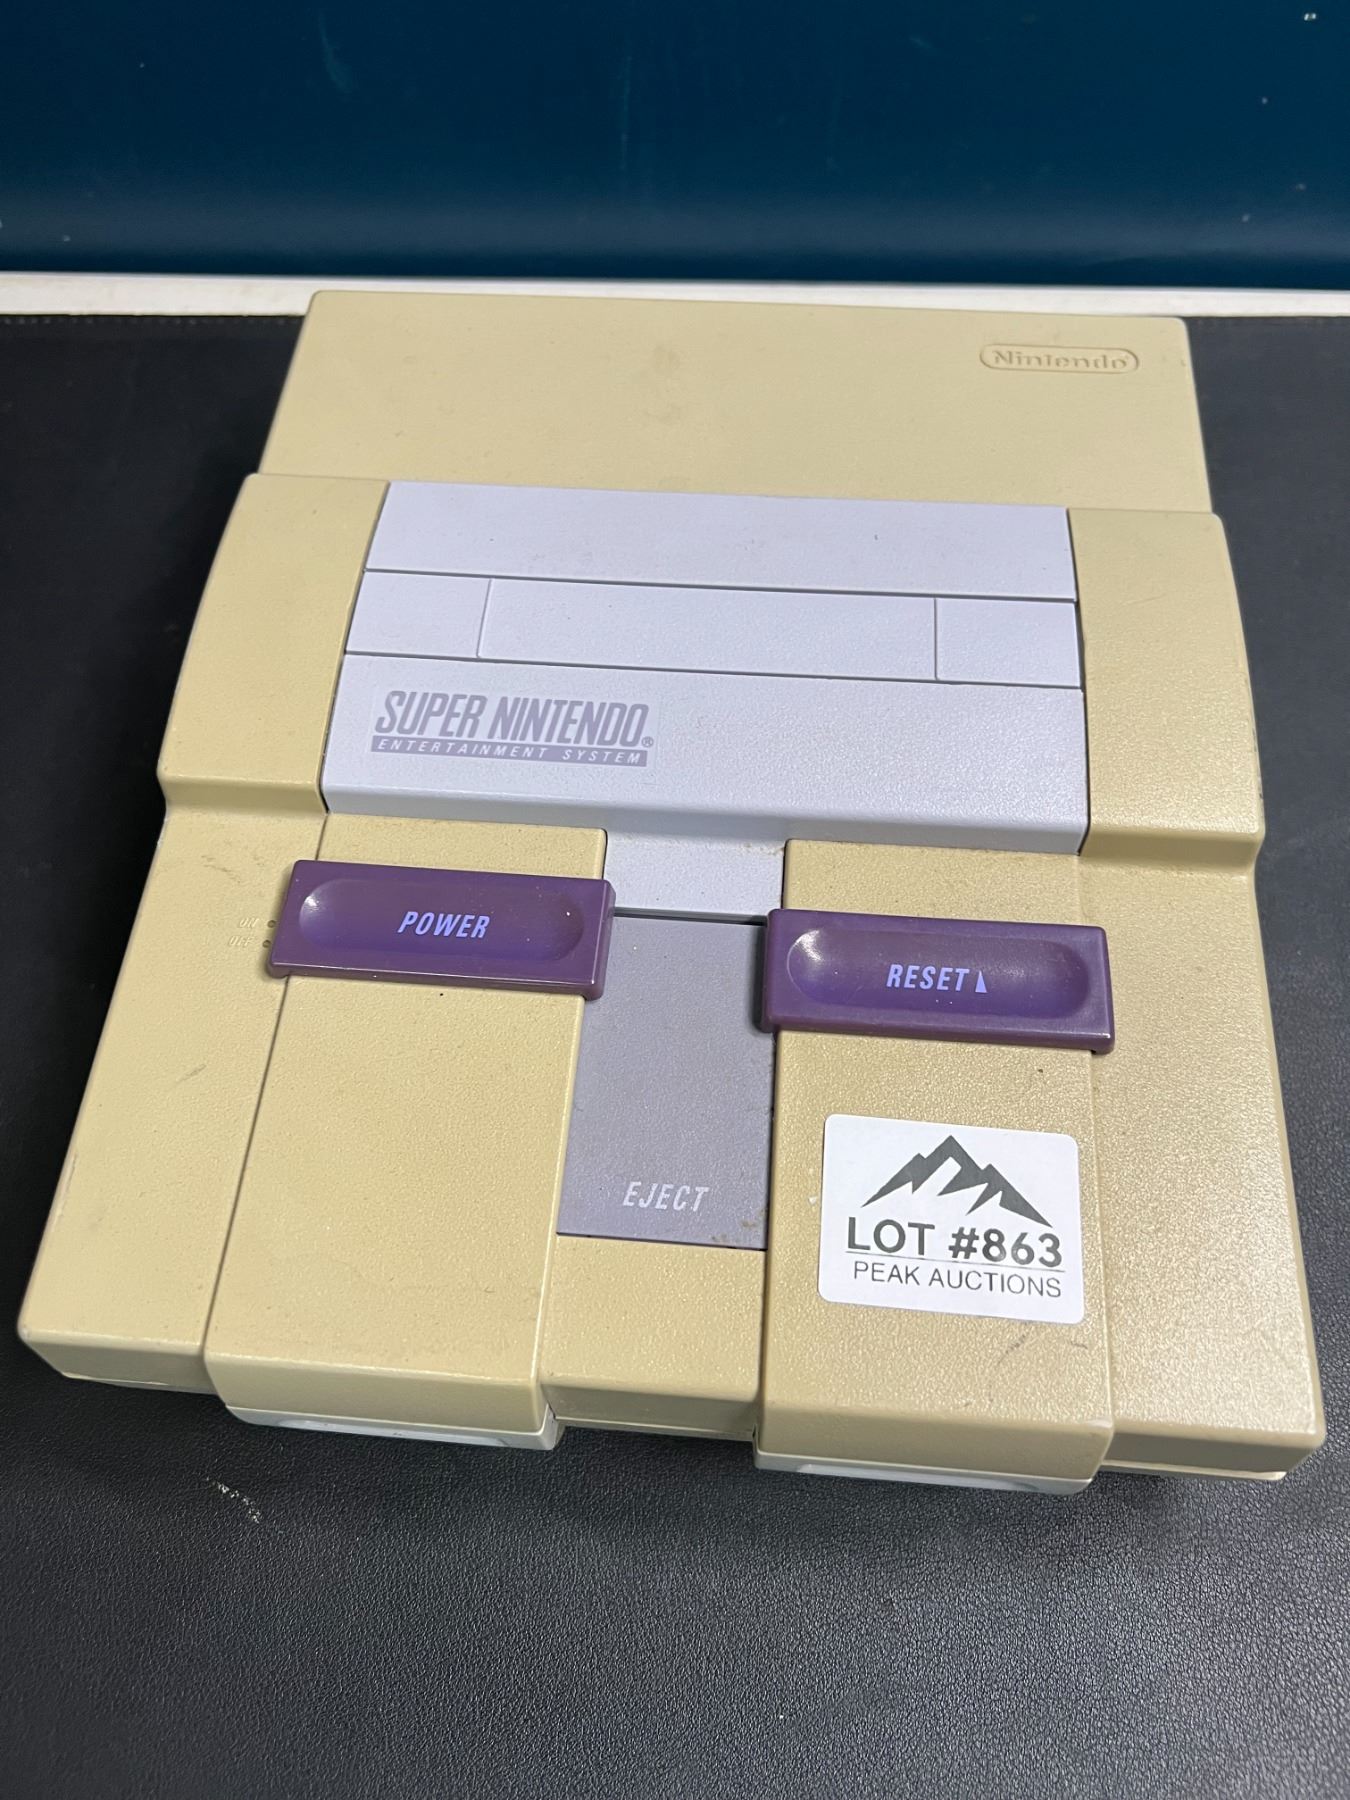 Nintendo®
SUPER NINTENDO®
ENTERTAINMENT SYSTEM
POWER
ON
OFF
RESET
EJECT
LOT #863
PEAK AUCTIONS